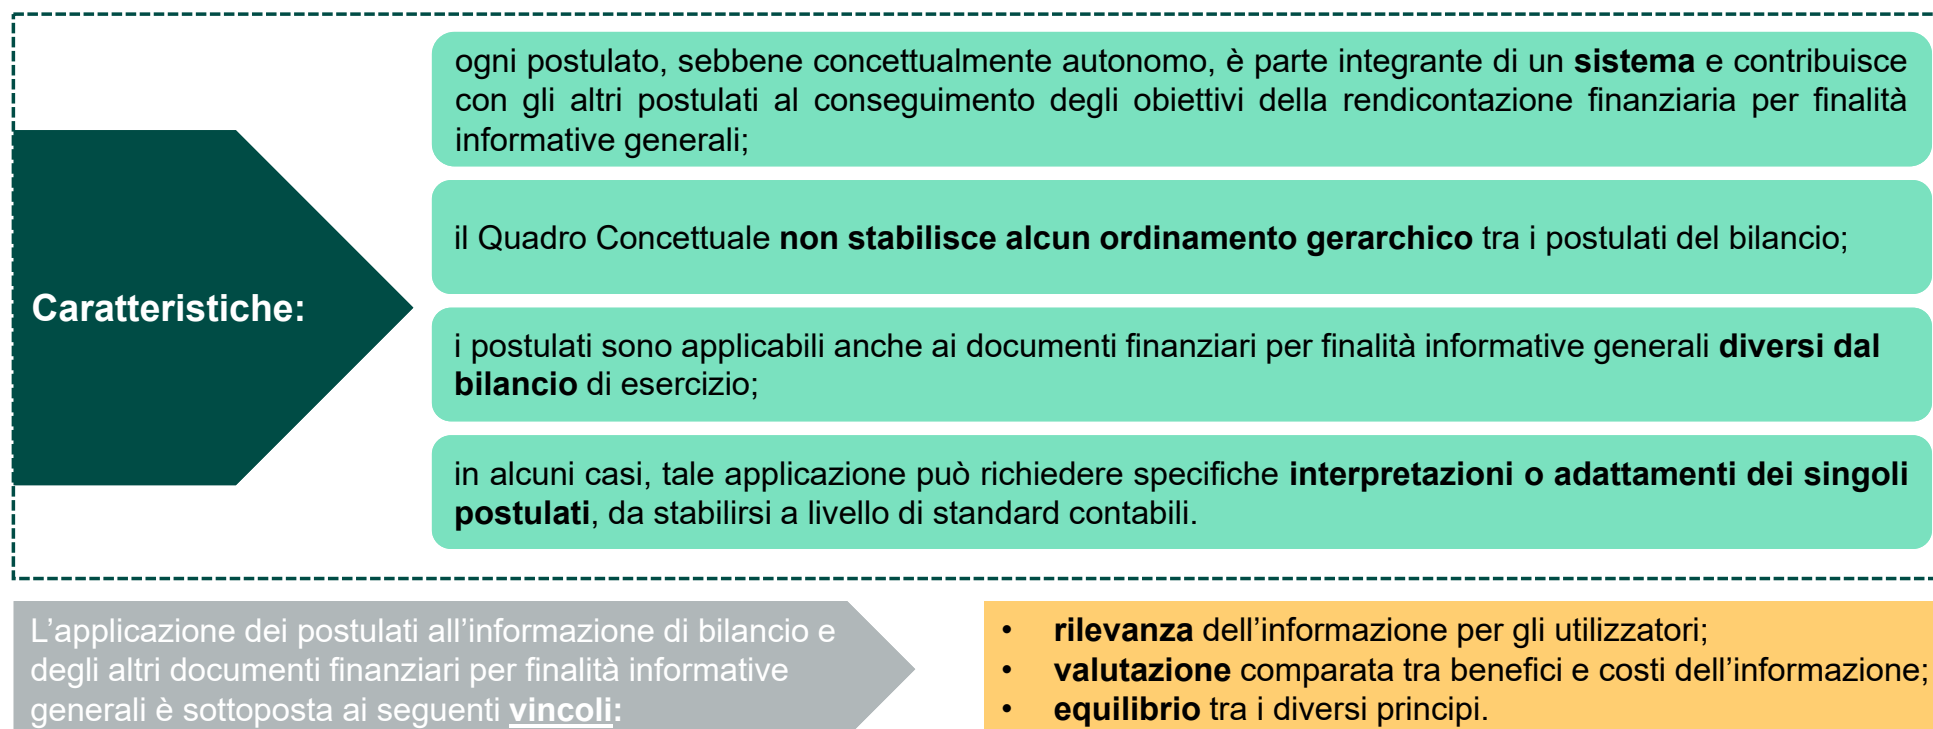 ogni postulato, sebbene concettualmente autonomo, è parte integrante di un sistema e contribuisce
con gli altri postulati al conseguimento degli obiettivi della rendicontazione finanziaria per finalità
informative generali;
il Quadro Concettuale non stabilisce alcun ordinamento gerarchico tra i postulati del bilancio;
Caratteristiche:
i postulati sono applicabili anche ai documenti finanziari per finalità informative generali diversi dal
bilancio di esercizio;
in alcuni casi, tale applicazione può richiedere specifiche interpretazioni o adattamenti dei singoli
postulati, da stabilirsi a livello di standard contabili.
L’applicazione dei postulati all’informazione di bilancio e
degli altri documenti finanziari per finalità informative
generali è sottoposta ai seguenti vincoli:
• rilevanza dell’informazione per gli utilizzatori;
• valutazione comparata tra benefici e costi dell’informazione;
• equilibrio tra i diversi principi.